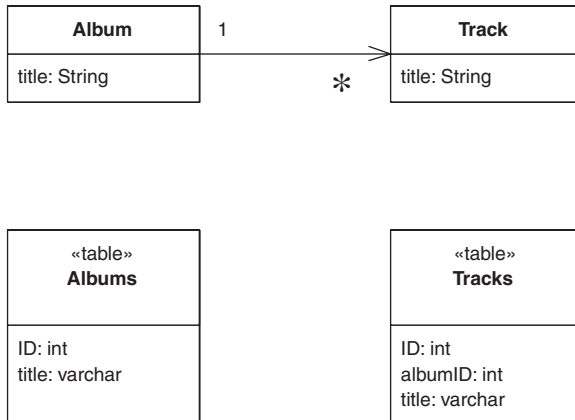 Album
1
Track
title: String
*
title: String
«table»
Albums
«table»
Tracks
ID: int
title: varchar
ID: int
albumID: int
title: varchar